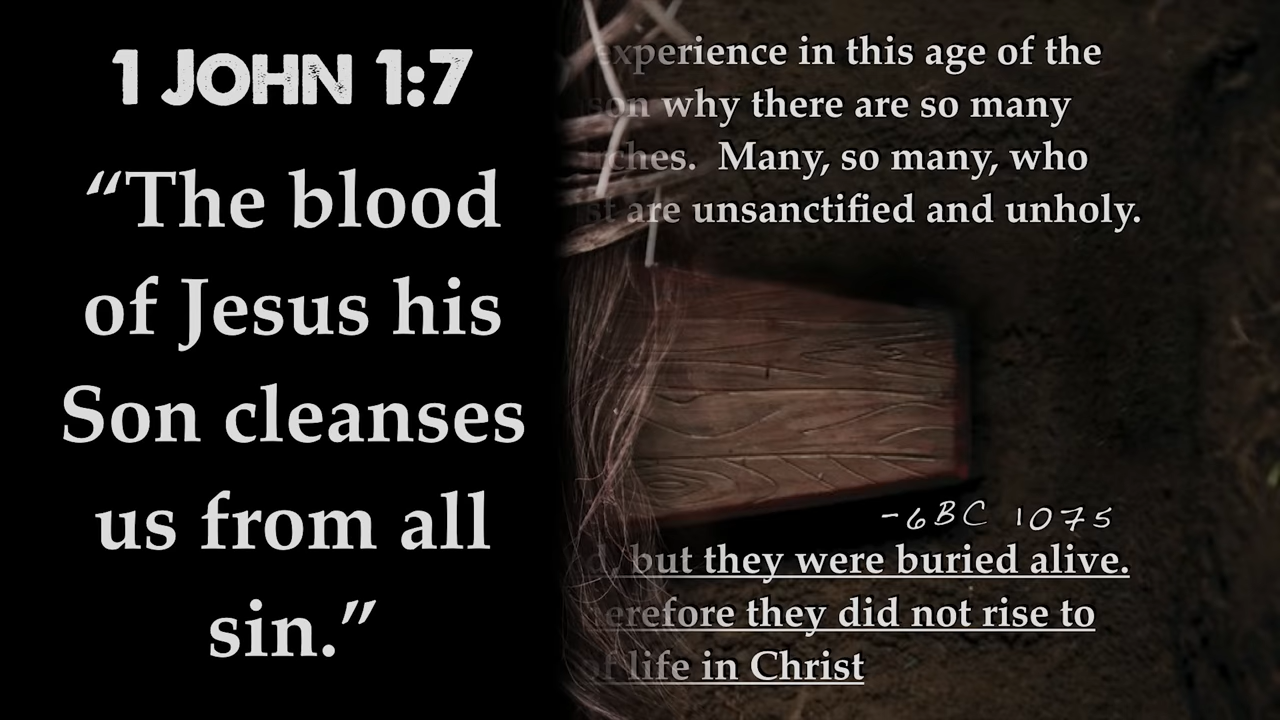 1 JOHN 1:7
“The blood
of Jesus his
Son cleanses
us from all
sin.”
experience in this age of the
why there are so many
Many, so many, who
are unsanctified and unholy.
-6BC 1075
but they were buried alive.
they did not rise to
of life in Christ